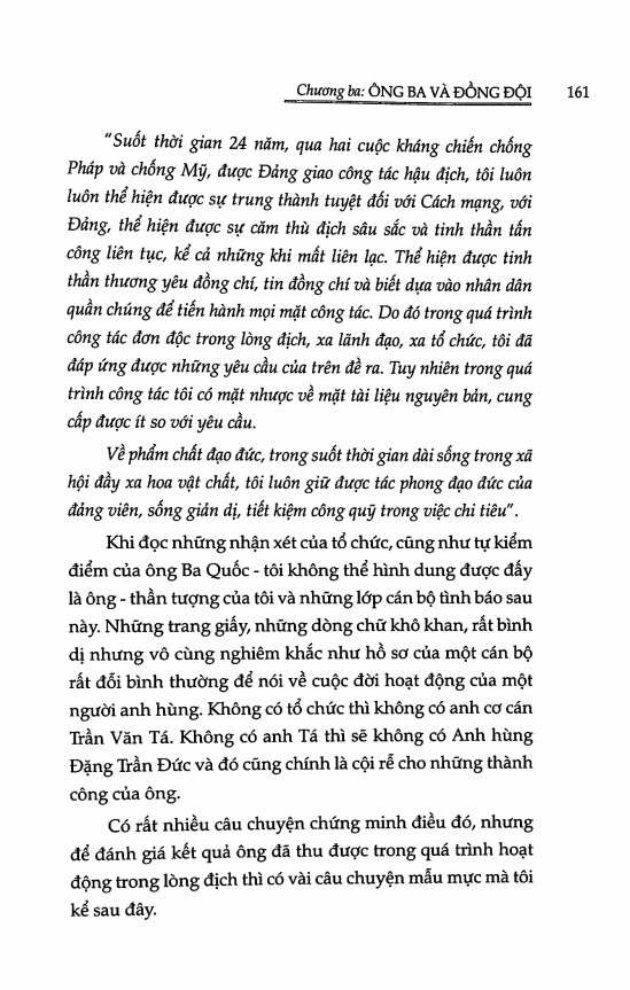 Chương ba: ÔNG BA VÀ ĐỒNG ĐỘI 161
"Suốt thời gian 24 năm, qua hai cuộc kháng chiến chống
Pháp và chống Mỹ, được Đảng giao công tác hậu địch, tôi luôn
luôn thể hiện được sự trung thành tuyệt đối với Cách mạng, với
Đảng, thể hiện được sự căm thù địch sâu sắc và tinh thần tấn
công liên tục, kể cả những khi mất liên lạc. Thể hiện được tinh
thần thương yêu đồng chí, tin đồng chí và biết dựa vào nhân dân
quần chúng để tiến hành mọi mặt công tác. Do đó trong quá trình
công tác đơn độc trong lòng địch, xa lãnh đạo, xa tổ chức, tôi đã
đáp ứng được những yêu cầu của trên đề ra. Tuy nhiên trong quá
trình công tác tôi có mặt nhược về mặt tài liệu nguyên bản, cung
cấp được ít so với yêu cầu.
Về phẩm chất đạo đức, trong suốt thời gian dài sống trong xã
hội đầy xa hoa vật chất, tôi luôn giữ được tác phong đạo đức của
đảng viên, sống giản dị, tiết kiệm công quỹ trong việc chi tiêu".
Khi đọc những nhận xét của tổ chức, cũng như tự kiểm
điểm của ông Ba Quốc - tôi không thể hình dung được đấy
là ông - thần tượng của tôi và những lớp cán bộ tình báo sau
này. Những trang giấy, những dòng chữ khô khan, rất bình
dị nhưng vô cùng nghiêm khắc như hồ sơ của một cán bộ
rất đỗi bình thường để nói về cuộc đời hoạt động của một
người anh hùng. Không có tổ chức thì không có anh cơ cán
Trần Văn Tá. Không có anh Tá thì sẽ không có Anh hùng
Đặng Trần Đức và đó cũng chính là cội rễ cho những thành
công của ông.
Có rất nhiều câu chuyện chứng minh điều đó, nhưng
để đánh giá kết quả ông đã thu được trong quá trình hoạt
động trong lòng địch thì có vài câu chuyện mẫu mực mà tôi
kể sau đây.